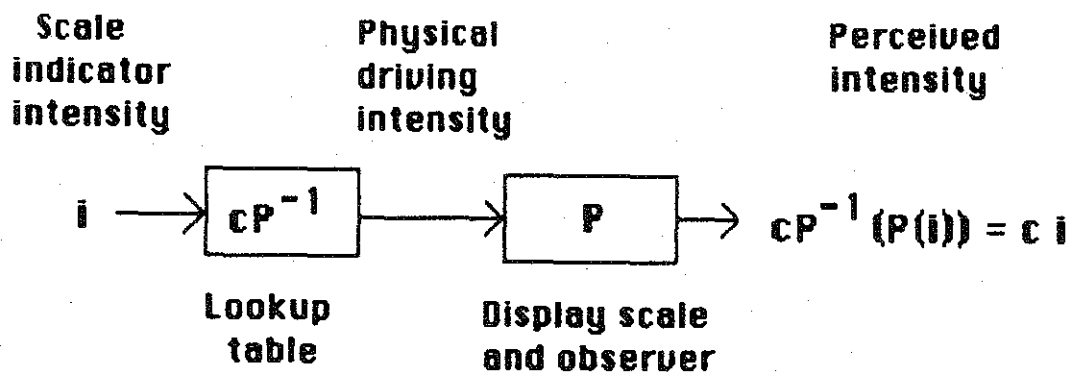 Scale
indicator
intensity
Physical
driving
intensity
Perceived
intensity
i
cP⁻¹
P
cP⁻¹ (P(i)) = c i
Lookup
table
Display scale
and observer